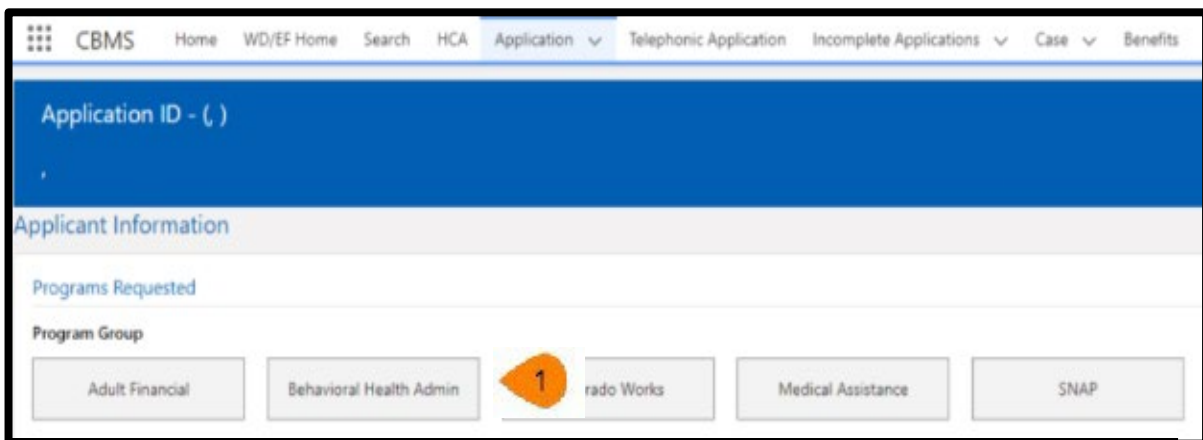 CBMS Home WD/EF Home Search HCA Application Telephonic Application Incomplete Applications Case Benefits
Application ID - (, )
,
Applicant Information
Programs Requested
Program Group
Adult Financial Behavioral Health Admin 1 rado Works Medical Assistance SNAP